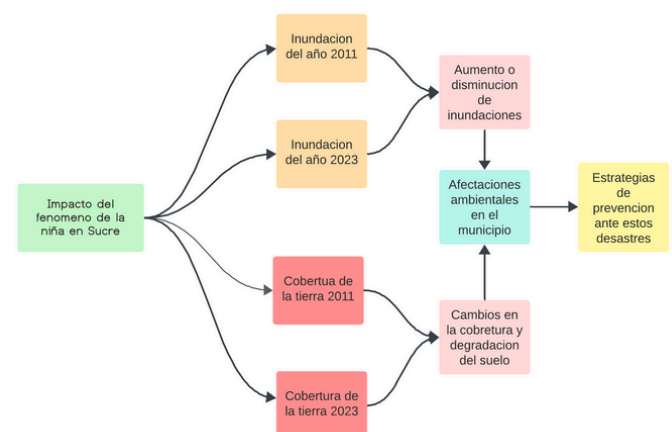 Inundacion
del año 2011
Aumento o
disminucion
de
inundaciones
Inundacion
del año 2023
Impacto del
fenomeno de la
niña en Sucre
Afectaciones
ambientales
en el
municipio
Estrategias
de
prevencion
ante estos
desastres
Cobertua de
la tierra 2011
Cambios en
la cobretura y
degradacion
del suelo
Cobertura de
la tierra 2023